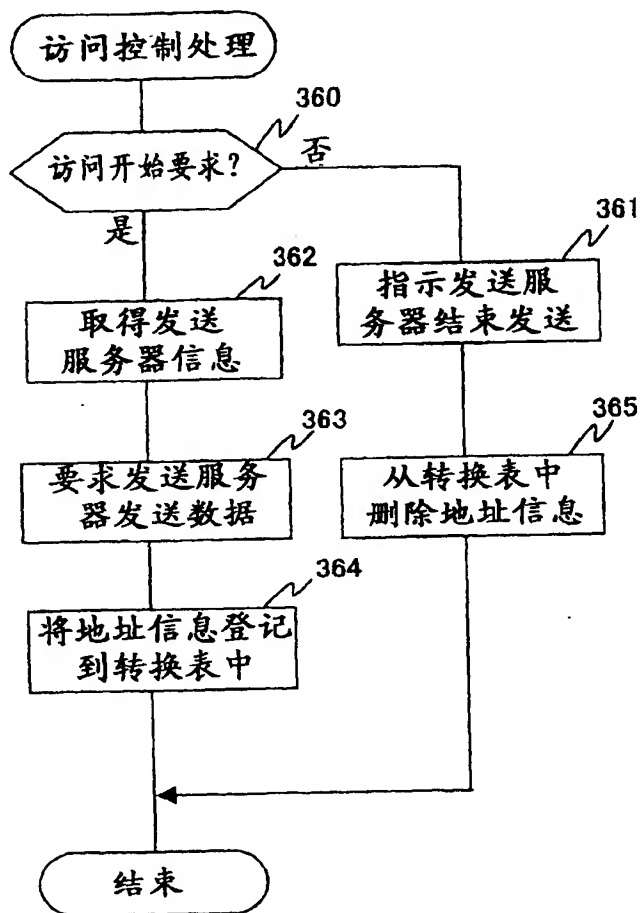 访问控制处理
360
访问开始要求?
否
是
362
取得发送
服务器信息
361
指示发送服
务器结束发送
363
要求发送服务
器发送数据
365
从转换表中
删除地址信息
364
将地址信息登记
到转换表中
结束